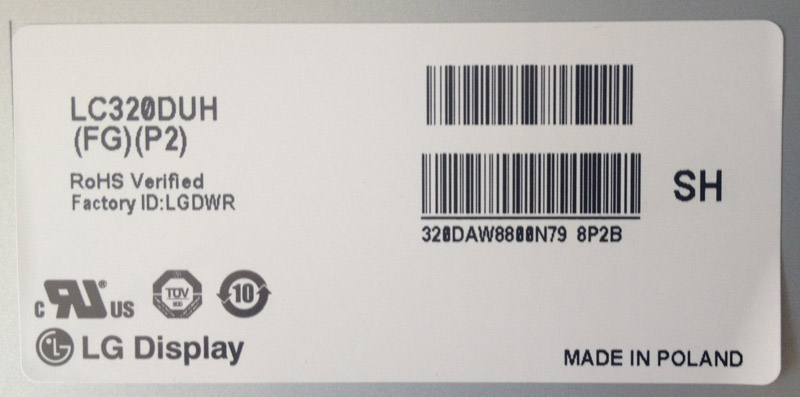 LC320DUH
(FG)(P2)
RoHS Verified
Factory ID:LGDWR
320DAW8800N79 8P2B
SH
c RU ® US
TÜV
10
LG Display
MADE IN POLAND